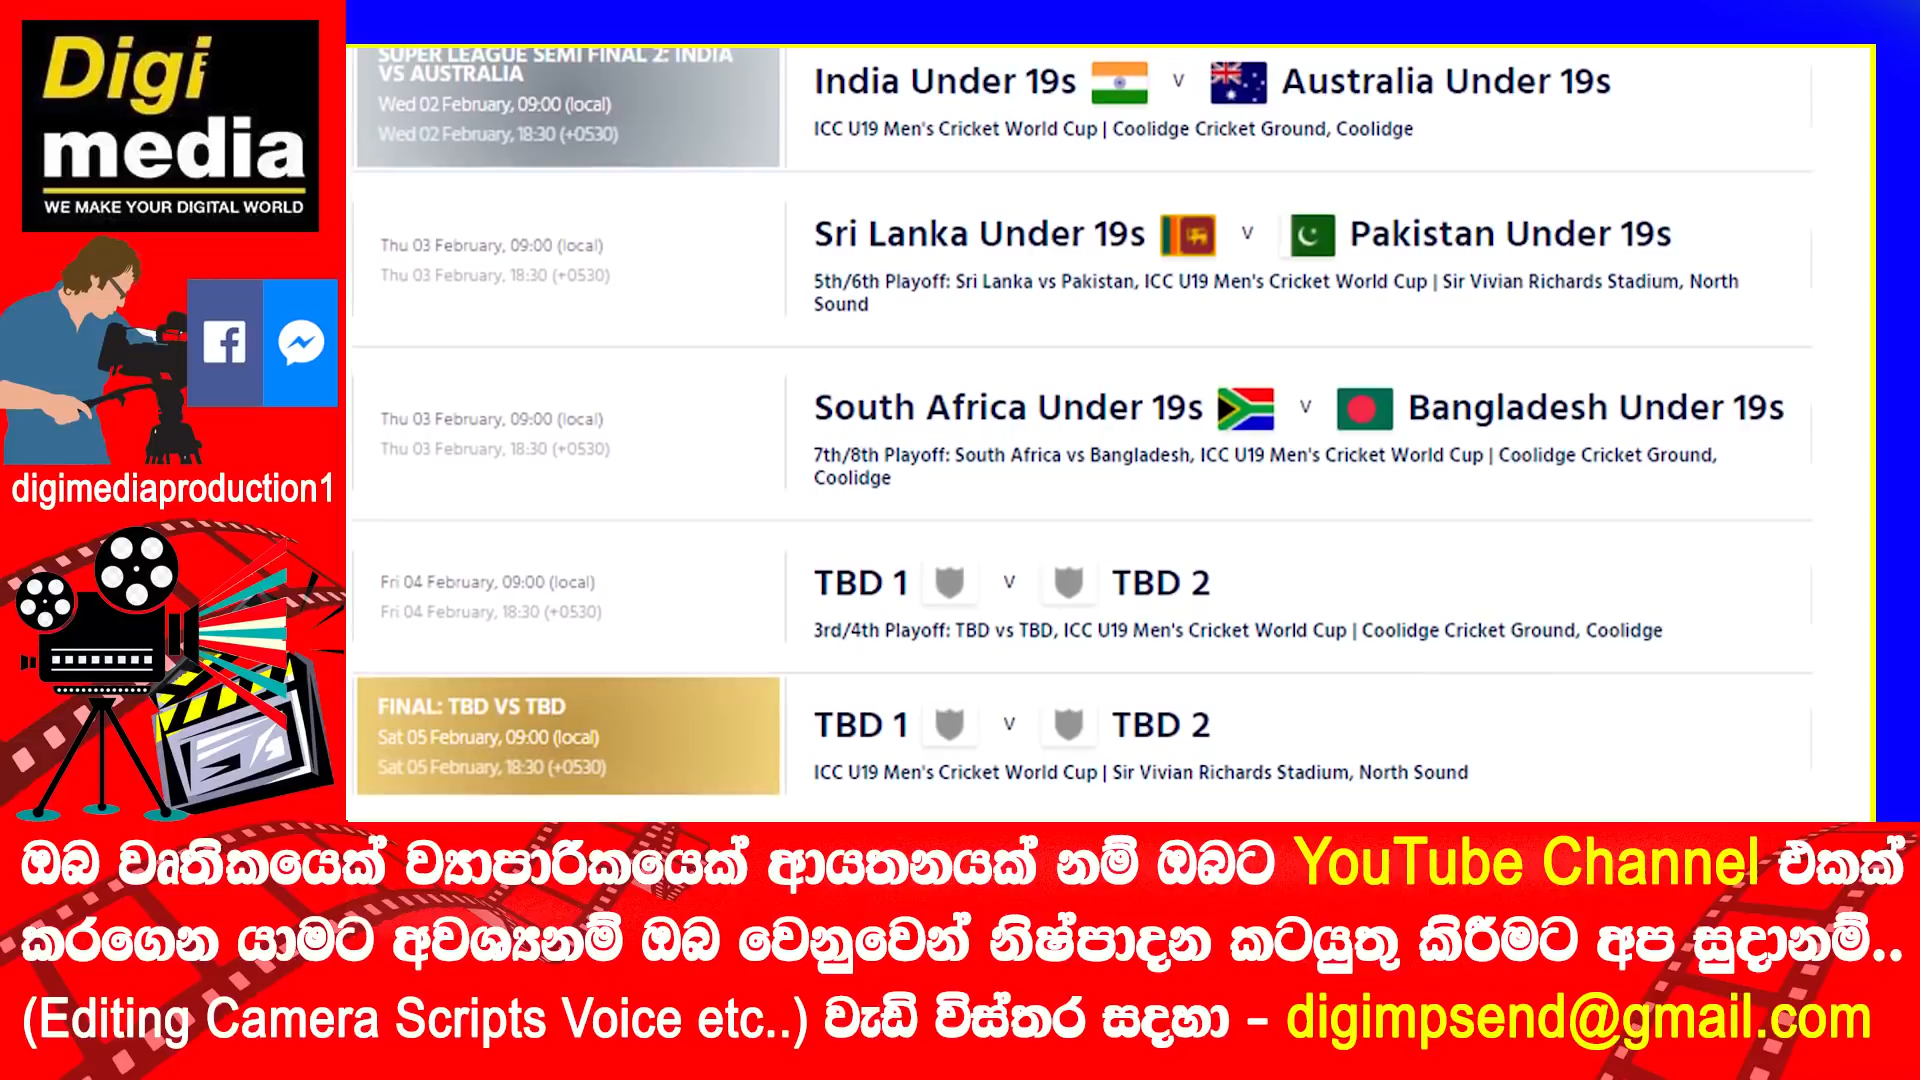 Digi
media
WE MAKE YOUR DIGITAL WORLD
digimediaproduction1
SUPER LEAGUE SEMI FINAL 2: INDIA
VS AUSTRALIA
Wed 02 February, 09:00 (local)
Wed 02 February, 18:30 (+0530)
India Under 19s v Australia Under 19s
ICC U19 Men's Cricket World Cup | Coolidge Cricket Ground, Coolidge
Thu 03 February, 09:00 (local)
Thu 03 February, 18:30 (+0530)
Sri Lanka Under 19s v Pakistan Under 19s
5th/6th Playoff: Sri Lanka vs Pakistan, ICC U19 Men's Cricket World Cup | Sir Vivian Richards Stadium, North
Sound
Thu 03 February, 09:00 (local)
Thu 03 February, 18:30 (+0530)
South Africa Under 19s v Bangladesh Under 19s
7th/8th Playoff: South Africa vs Bangladesh, ICC U19 Men's Cricket World Cup | Coolidge Cricket Ground,
Coolidge
Fri 04 February, 09:00 (local)
Fri 04 February, 18:30 (+0530)
TBD 1 v TBD 2
3rd/4th Playoff: TBD vs TBD, ICC U19 Men's Cricket World Cup | Coolidge Cricket Ground, Coolidge
FINAL: TBD VS TBD
Sat 05 February, 09:00 (local)
Sat 05 February, 18:30 (+0530)
TBD 1 v TBD 2
ICC U19 Men's Cricket World Cup | Sir Vivian Richards Stadium, North Sound
ඔබ වෘතිකයෙක් ව්‍යාපාරිකයෙක් ආයතනයක් නම් ඔබට YouTube Channel එකක්
කරගෙන යාමට අවශ්‍යනම් ඔබ වෙනුවෙන් නිෂ්පාදන කටයුතු කිරීමට අප සුදානම්..
(Editing Camera Scripts Voice etc..) වැඩි විස්තර සදහා - digimpsend@gmail.com